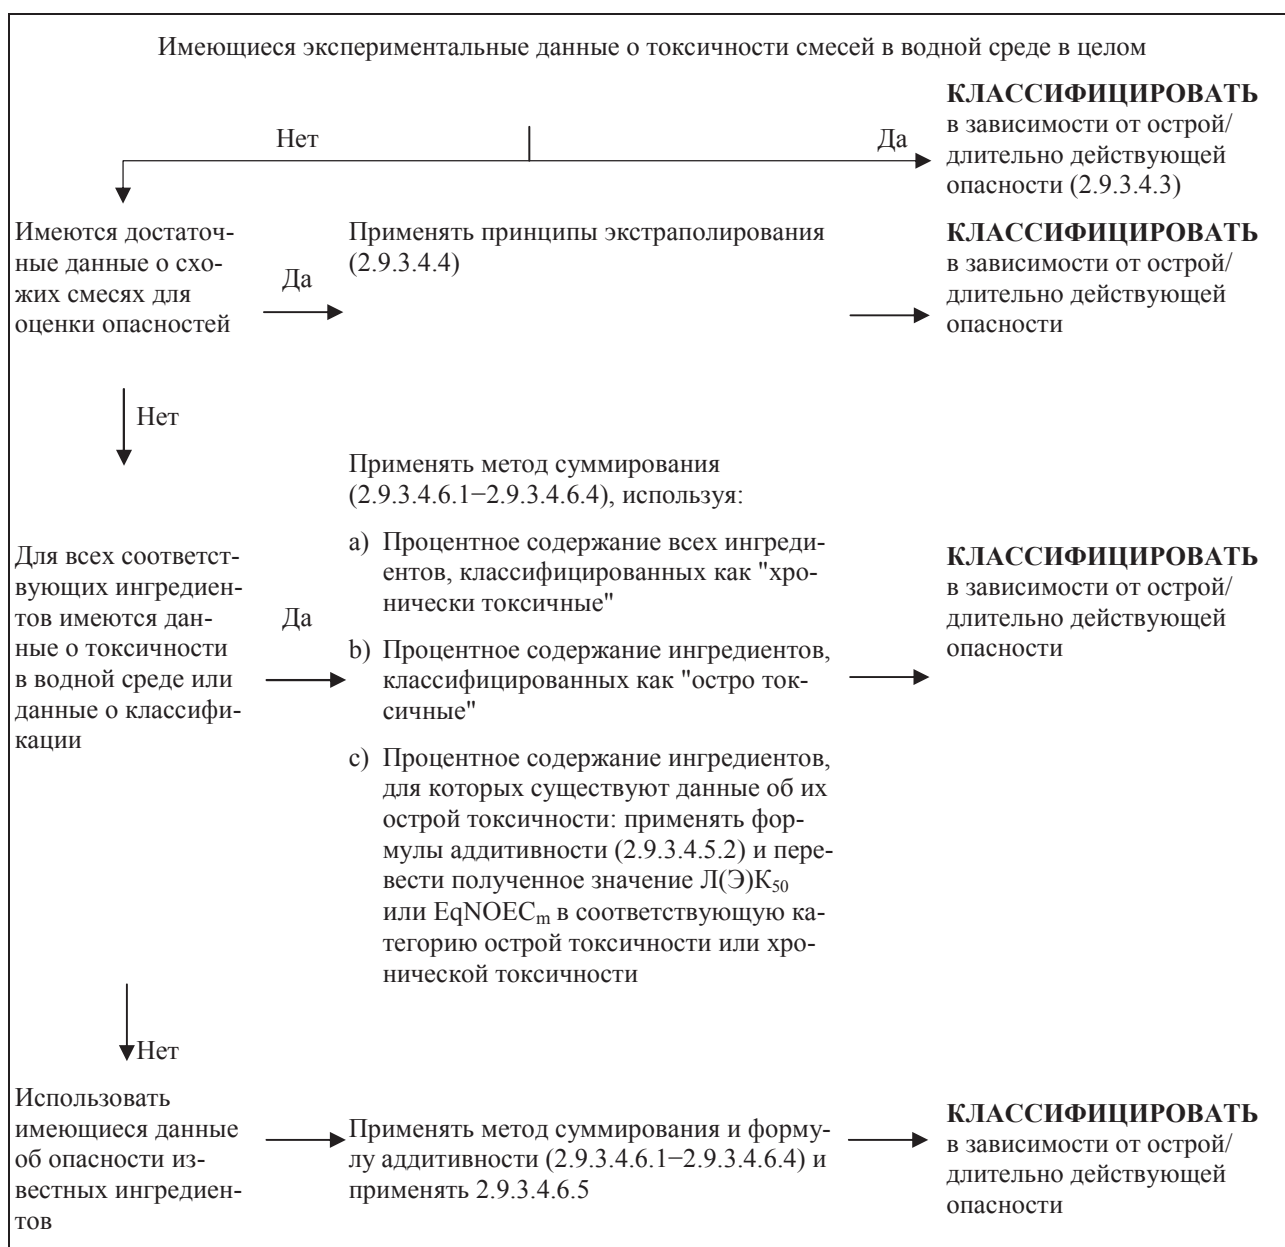 Имеющиеся экспериментальные данные о токсичности смесей в водной среде в целом
Нет
Да
КЛАССИФИЦИРОВАТЬ
в зависимости от острой/
длительно действующей
опасности (2.9.3.4.3)
Имеются достаточ-
ные данные о схо-
жих смесях для
оценки опасностей
Да
Применять принципы экстраполирования
(2.9.3.4.4)
КЛАССИФИЦИРОВАТЬ
в зависимости от острой/
длительно действующей
опасности
Нет
Для всех соответст-
вующих ингредиен-
тов имеются дан-
ные о токсичности
в водной среде или
данные о классифи-
кации
Да
Применять метод суммирования
(2.9.3.4.6.1−2.9.3.4.6.4), используя:
a) Процентное содержание всех ингреди-
ентов, классифицированных как "хро-
нически токсичные"
b) Процентное содержание ингредиентов,
классифицированных как "остро ток-
сичные"
c) Процентное содержание ингредиентов,
для которых существуют данные об их
острой токсичности: применять фор-
мулы аддитивности (2.9.3.4.5.2) и пере-
вести полученное значение Л(Э)К50
или EqNOECm в соответствующую ка-
тегорию острой токсичности или хро-
нической токсичности
КЛАССИФИЦИРОВАТЬ
в зависимости от острой/
длительно действующей
опасности
Нет
Использовать
имеющиеся данные
об опасности из-
вестных ингредиен-
тов
Применять метод суммирования и форму-
лу аддитивности (2.9.3.4.6.1−2.9.3.4.6.4) и
применять 2.9.3.4.6.5
КЛАССИФИЦИРОВАТЬ
в зависимости от острой/
длительно действующей
опасности